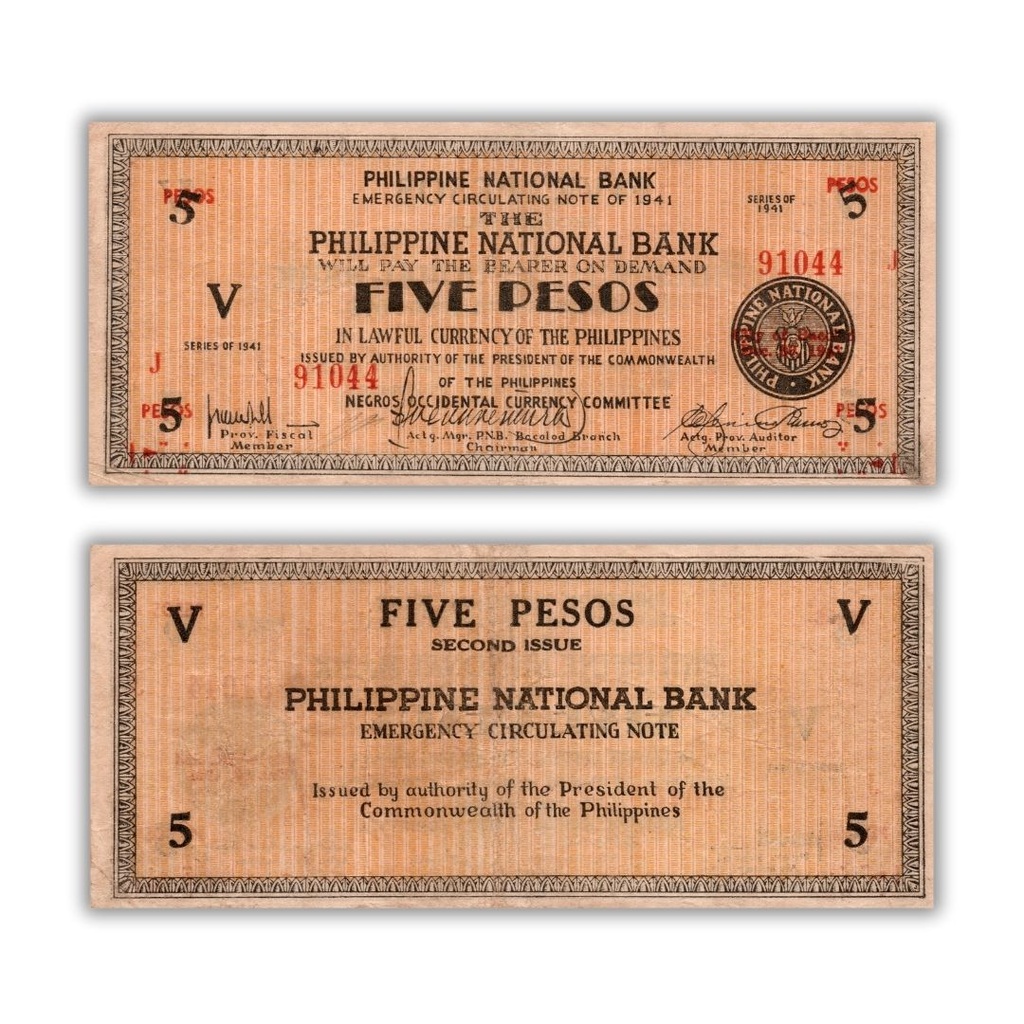 PHILIPPINE NATIONAL BANK
EMERGENCY CIRCULATING NOTE OF 1941
PESOS
5
PESOS
5
SERIES OF
1941
THE
PHILIPPINE NATIONAL BANK
WILL PAY THE BEARER ON DEMAND
91044 J
V
FIVE PESOS
PHILIPPINE NATIONAL BANK
IN LAWFUL CURRENCY OF THE PHILIPPINES
SERIES OF 1941
ISSUED BY AUTHORITY OF THE PRESIDENT OF THE COMMONWEALTH
J
91044
OF THE PHILIPPINES
NEGROS OCCIDENTAL CURRENCY COMMITTEE
PESOS
5
PESOS
5
Prov. Fiscal
Member
Actg. Mgr. P.N.B. Bacolod Branch
Chairman
Actg. Prov. Auditor
Member
V
FIVE PESOS
V
SECOND ISSUE
PHILIPPINE NATIONAL BANK
EMERGENCY CIRCULATING NOTE
Issued by authority of the President of the
Commonwealth of the Philippines
5
5